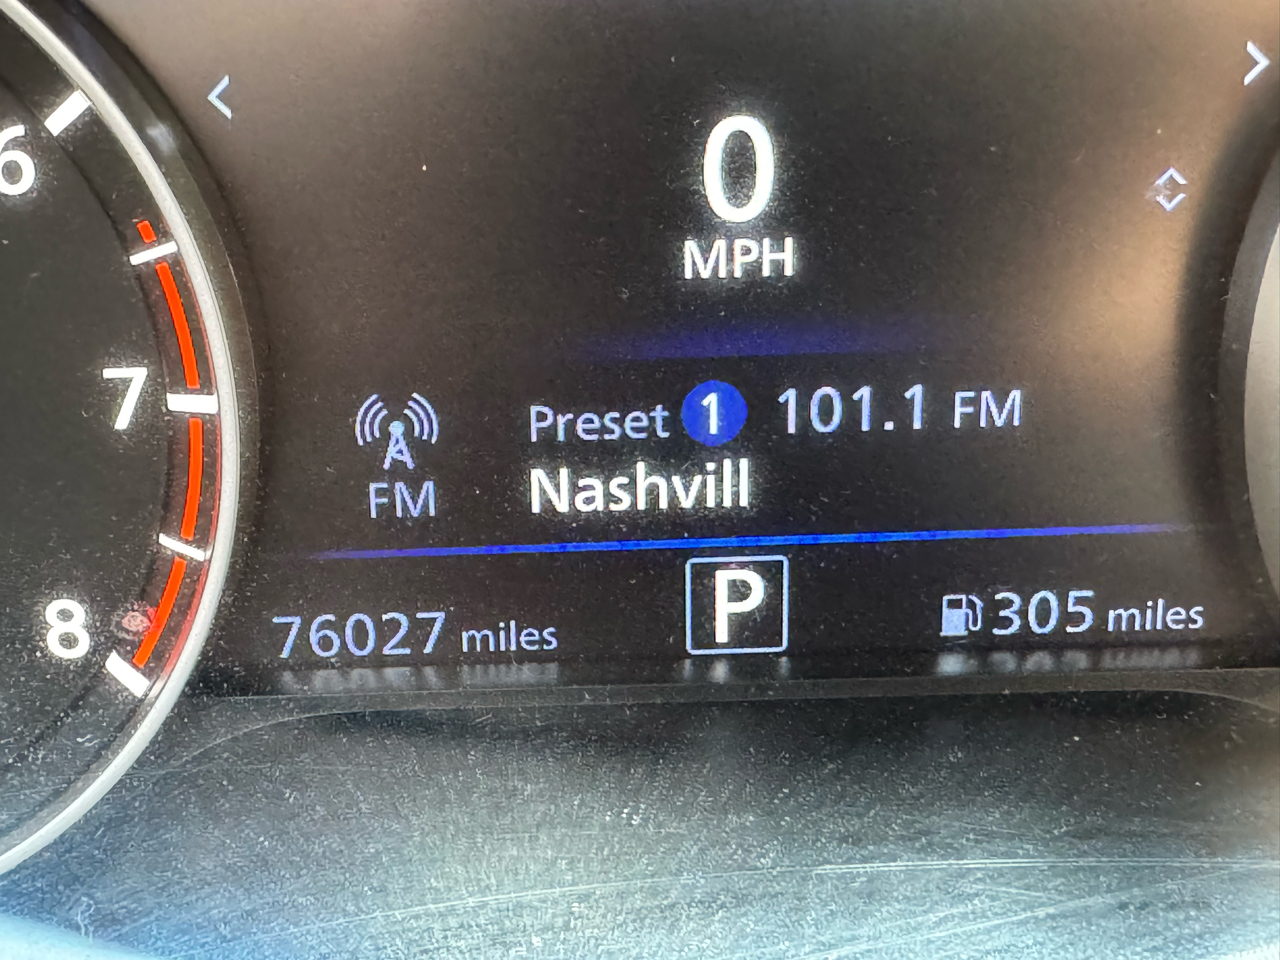 6
7
8
0
MPH
FM
Preset 1 101.1 FM
Nashvill
76027 miles
P
305 miles